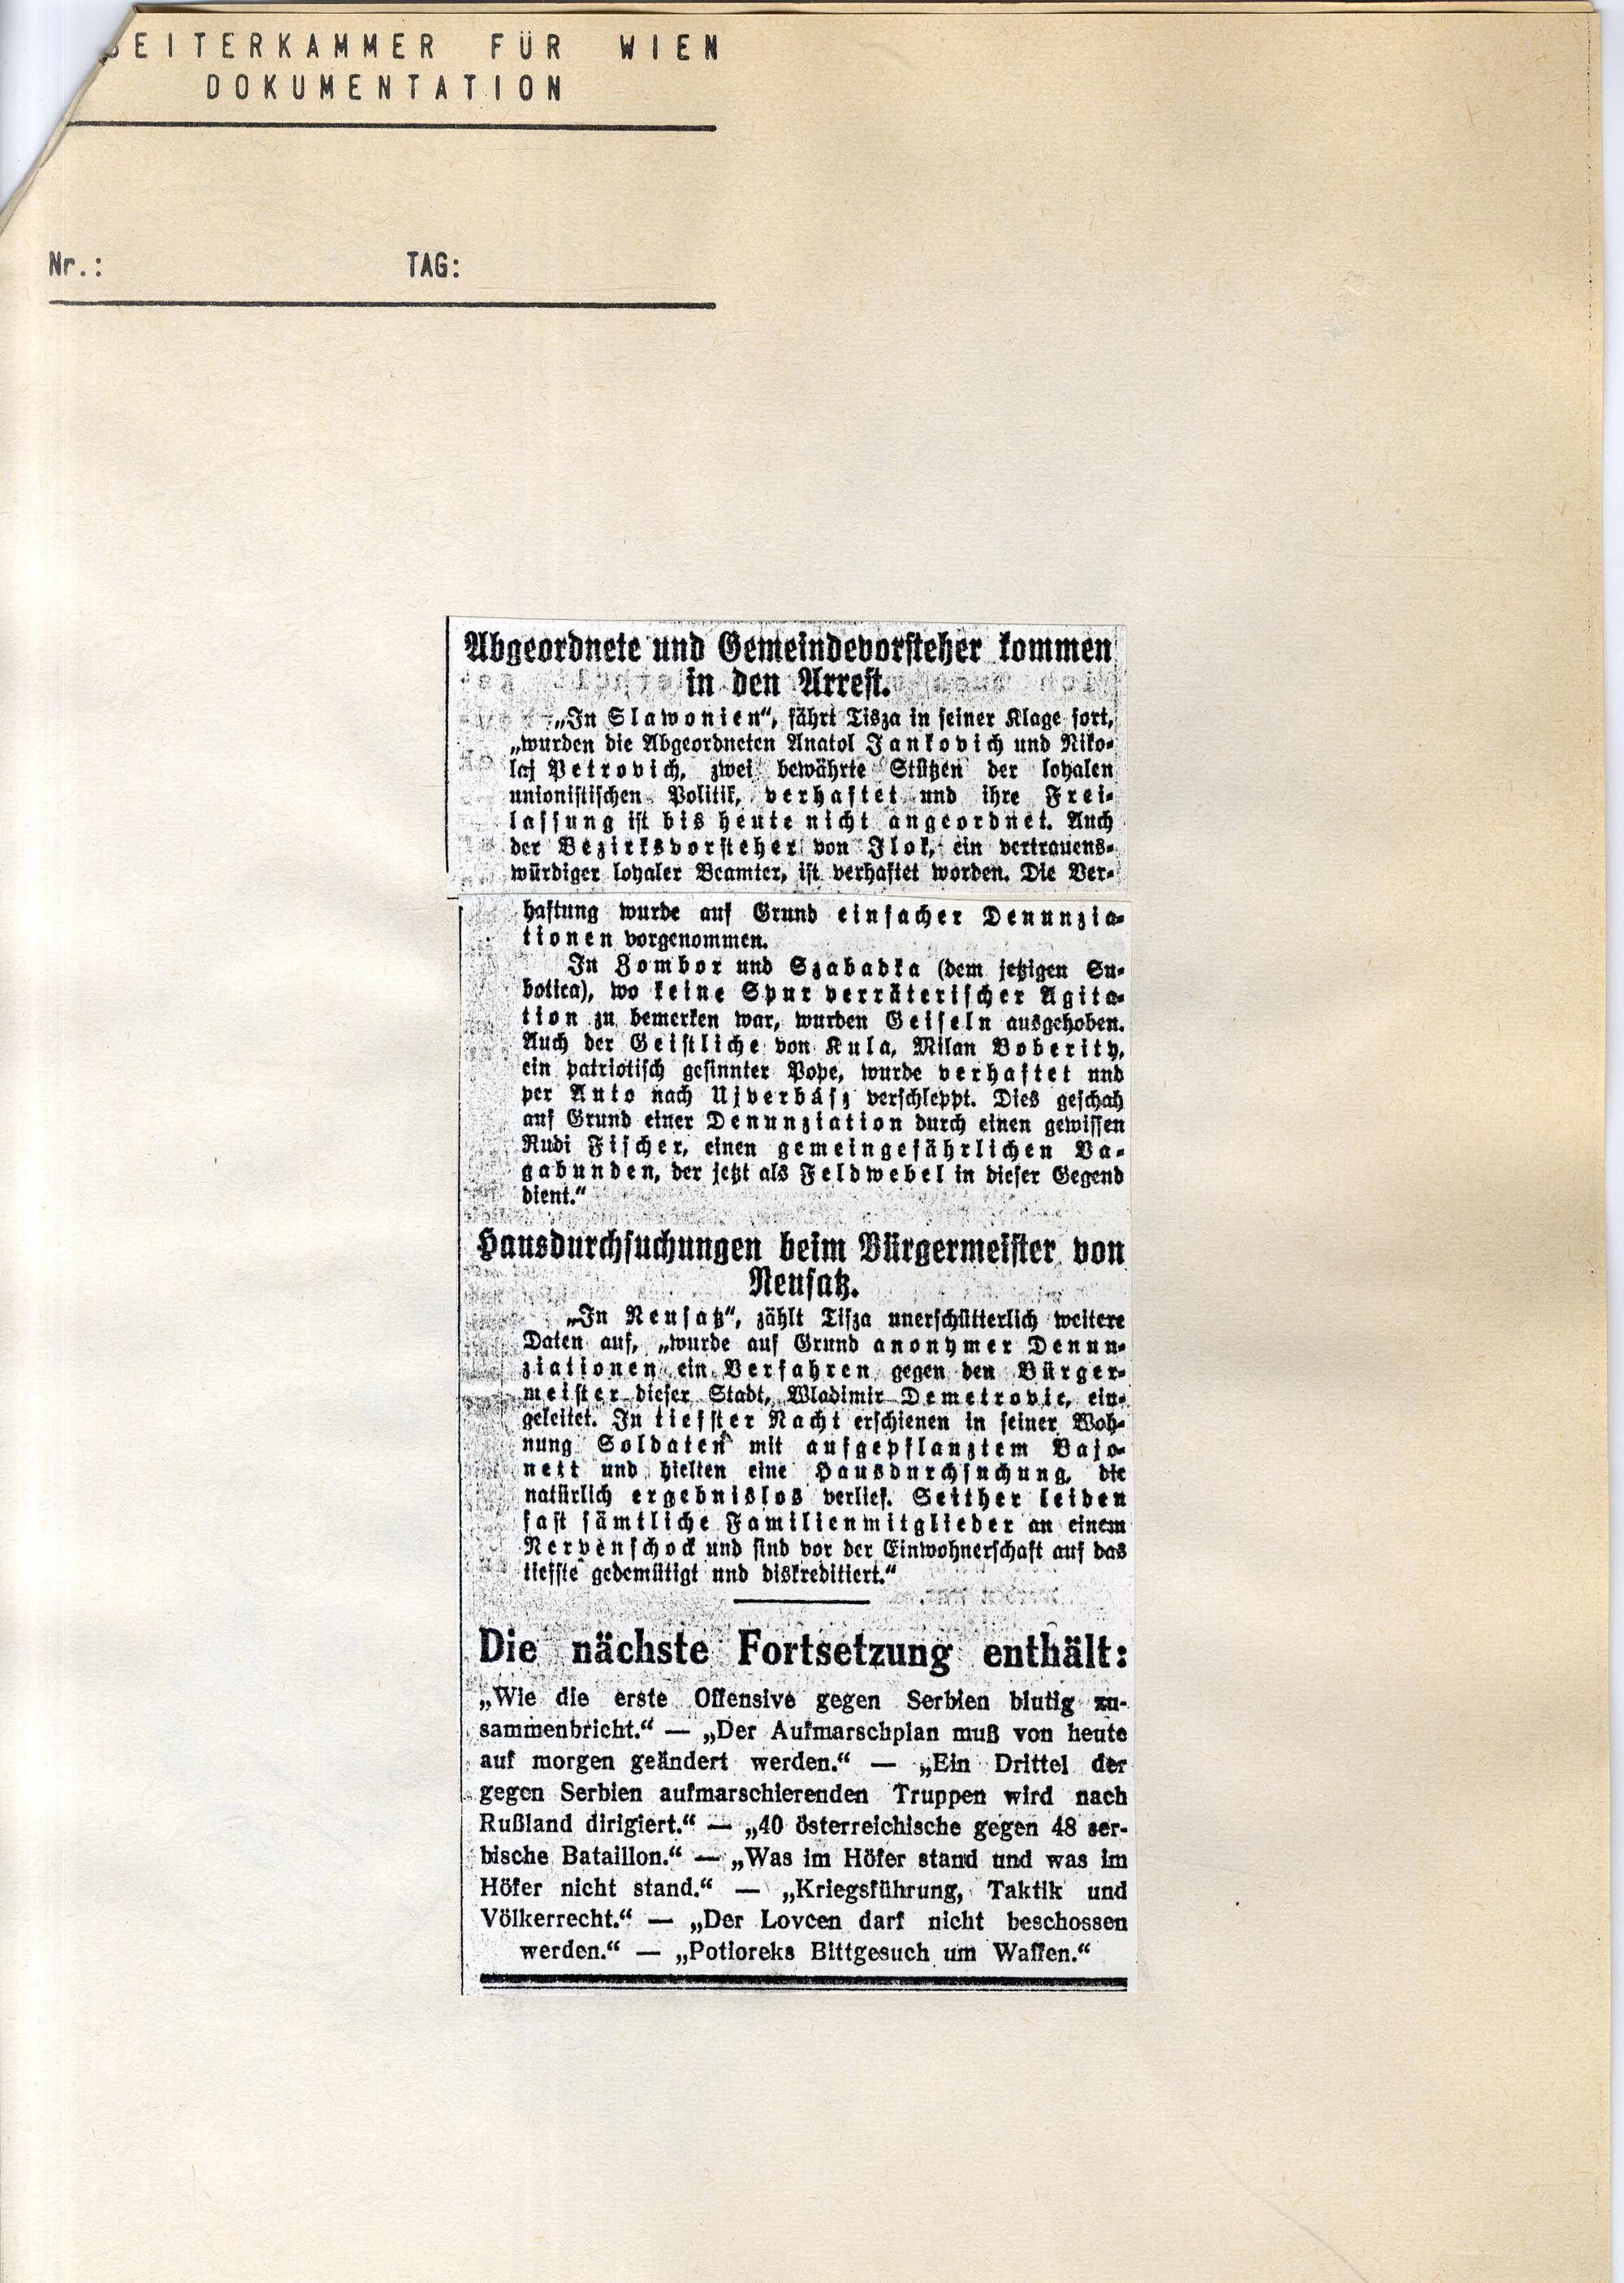 BEITERKAMMER FÜR WIEN
DOKUMENTATION
Nr.: TAG:
Abgeordnete und Gemeindevorsteher kommen
in den Arrest.
„In Slawonien“, fährt Tisza in seiner Klage fort,
„wurden die Abgeordneten Anatol Jankovich und Niko-
laj Petrovich, zwei bewährte Stützen der loyalen
unionistischen Politik, verhaftet und ihre Frei-
lassung ist bis heute nicht angeordnet. Auch
der Bezirksvorsteher von Ilok, ein vertrauens-
würdiger loyaler Beamter, ist verhaftet worden. Die Ver-
haftung wurde auf Grund einfacher Denunzia-
tionen vorgenommen.
In Zombor und Szabadka (dem jetzigen Su-
botica), wo keine Spur verräterischer Agita-
tion zu bemerken war, wurden Geiseln ausgehoben.
Auch der Geistliche von Kula, Milan Boberity,
ein patriotisch gesinnter Pope, wurde verhaftet und
per Auto nach Ujverbász verschleppt. Dies geschah
auf Grund einer Denunziation durch einen gewissen
Rudi Fischer, einen gemeingefährlichen Va-
gabunden, der jetzt als Feldwebel in dieser Gegend
dient.“
Hausdurchsuchungen beim Bürgermeister von
Neusatz.
„In Neusatz“, zählt Tisza unerschütterlich weitere
Daten auf, „wurde auf Grund anonymer Denun-
ziationen ein Verfahren gegen den Bürger-
meister dieser Stadt, Wladimir Demetrovic, ein-
geleitet. In tiefster Nacht erschienen in seiner Woh-
nung Soldaten mit aufgepflanztem Bajo-
nett und hielten eine Hausdurchsuchung, die
natürlich ergebnislos verlief. Seither leiden
fast sämtliche Familienmitglieder an einem
Nervenschock und sind vor der Einwohnerschaft auf das
tiefste gedemütigt und diskreditiert.“
Die nächste Fortsetzung enthält:
„Wie die erste Offensive gegen Serbien blutig zu-
sammenbricht.“ — „Der Aufmarschplan muß von heute
auf morgen geändert werden.“ — „Ein Drittel der
gegen Serbien aufmarschierenden Truppen wird nach
Rußland dirigiert.“ — „40 österreichische gegen 48 ser-
bische Bataillon.“ — „Was im Höfer stand und was im
Höfer nicht stand.“ — „Kriegsführung, Taktik und
Völkerrecht.“ — „Der Lovcen darf nicht beschossen
werden.“ — „Potioreks Bittgesuch um Waffen.“